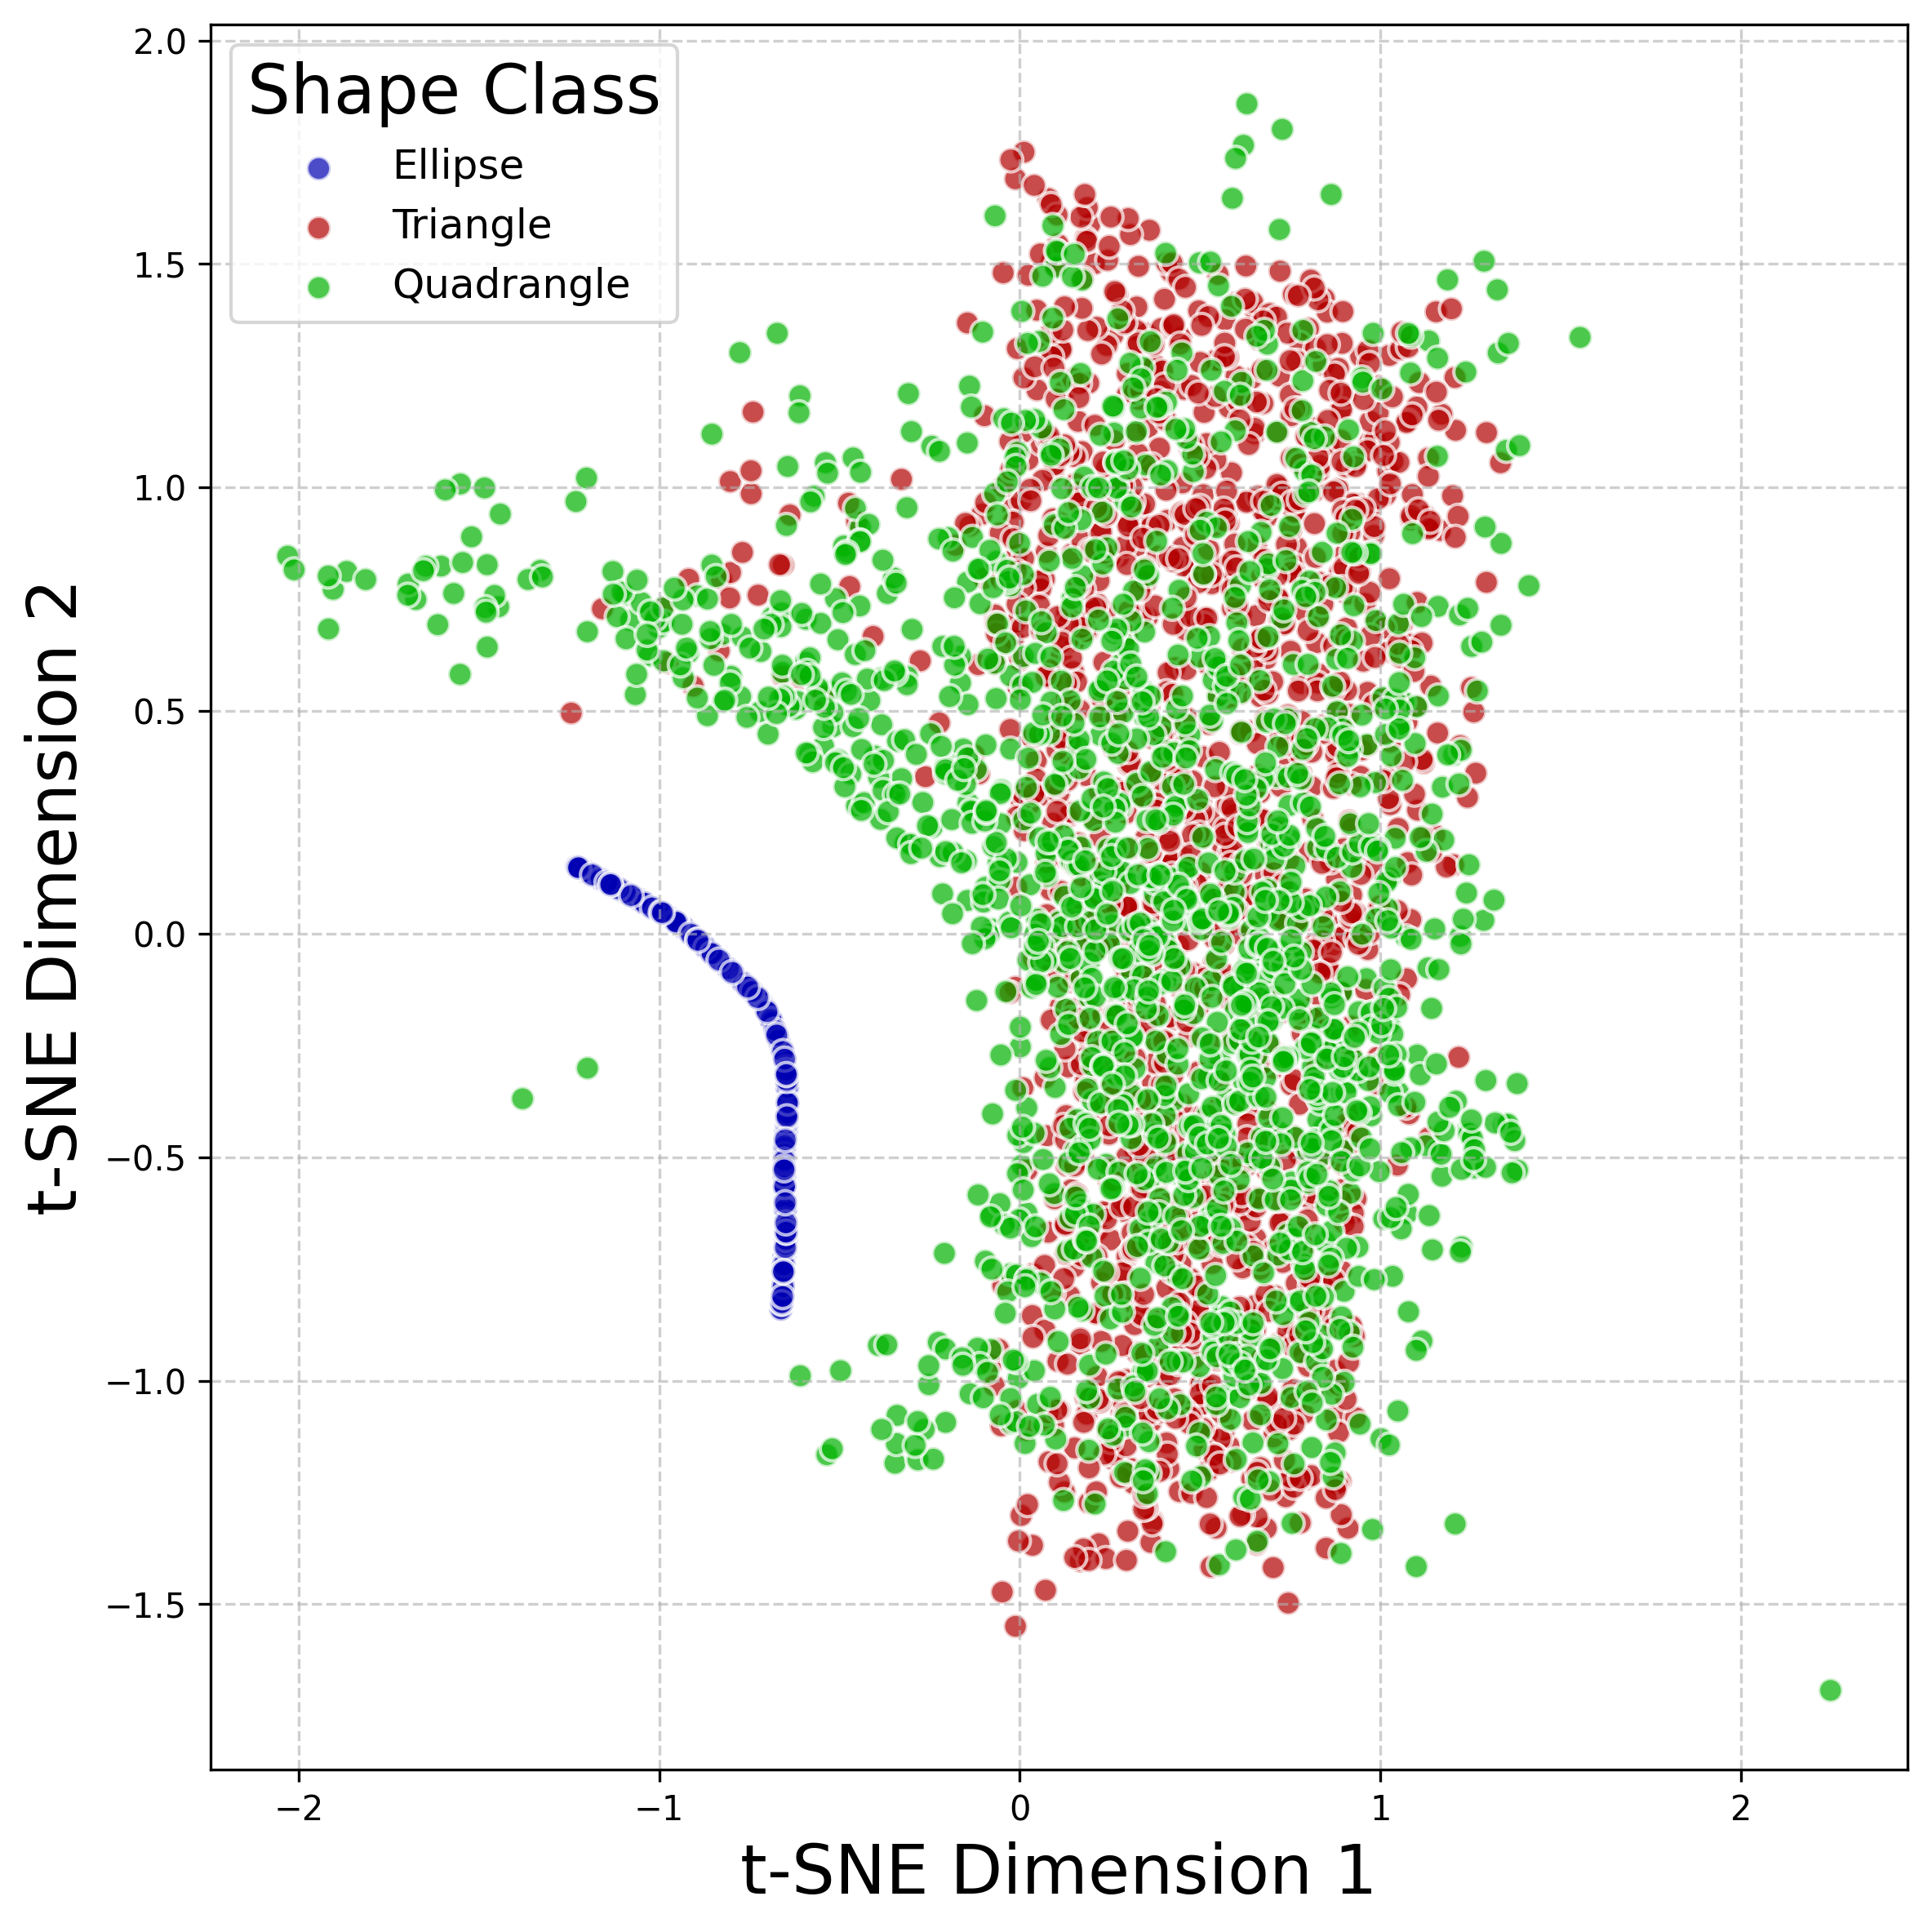 Shape Class
Ellipse
Triangle
Quadrangle
2.0
1.5
1.0
0.5
0.0
−0.5
−1.0
−1.5
t-SNE Dimension 2
−2
−1
0
1
2
t-SNE Dimension 1